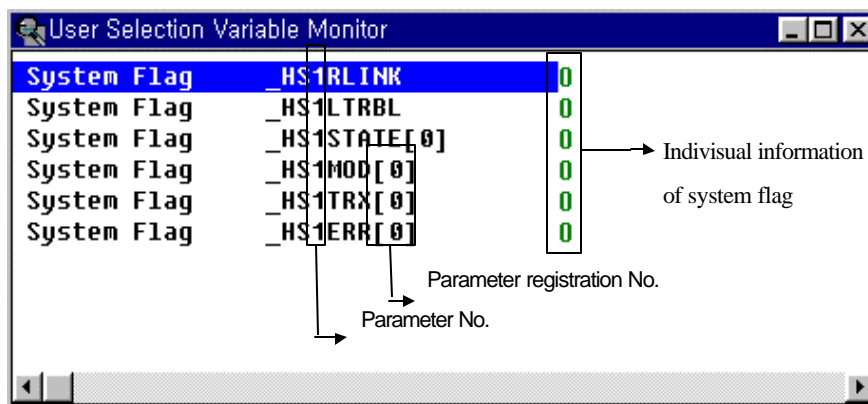 User Selection Variable Monitor
System Flag _HS1RLINK 0
System Flag _HS1LTRBL 0
System Flag _HS1STATE[0] 0
System Flag _HS1MOD[0] 0
System Flag _HS1TRX[0] 0
System Flag _HS1ERR[0] 0
Indivisual information
of system flag
Parameter registration No.
Parameter No.